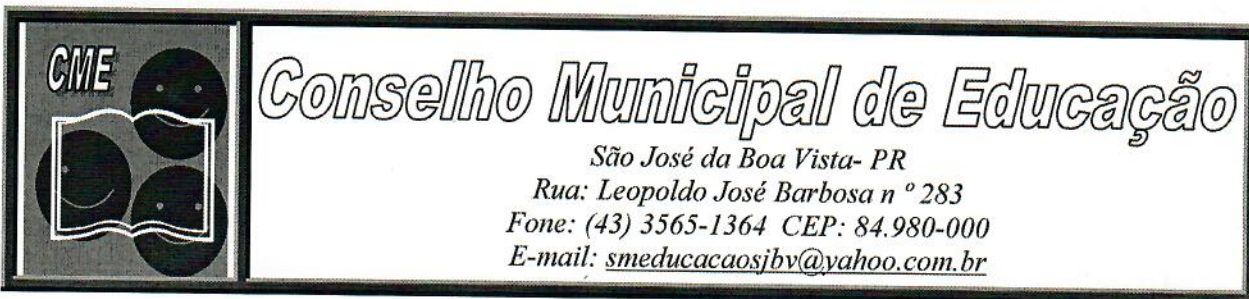 CME
Conselho Municipal de Educação
São José da Boa Vista- PR
Rua: Leopoldo José Barbosa n º 283
Fone: (43) 3565-1364 CEP: 84.980-000
E-mail: smeducacaosjbv@yahoo.com.br